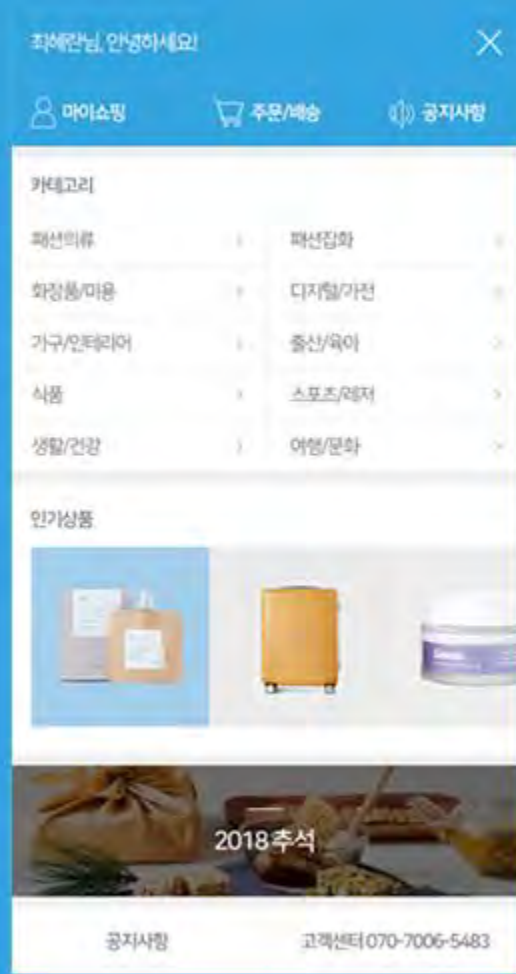 최혜란님, 안녕하세요!
마이쇼핑 주문/배송 공지사항
카테고리
패션의류 패션잡화
화장품/미용 디지털/가전
가구/인테리어 출산/육아
식품 스포츠/레저
생활/건강 여행/문화
인기상품
2018 추석
공지사항 고객센터 070-7006-5483